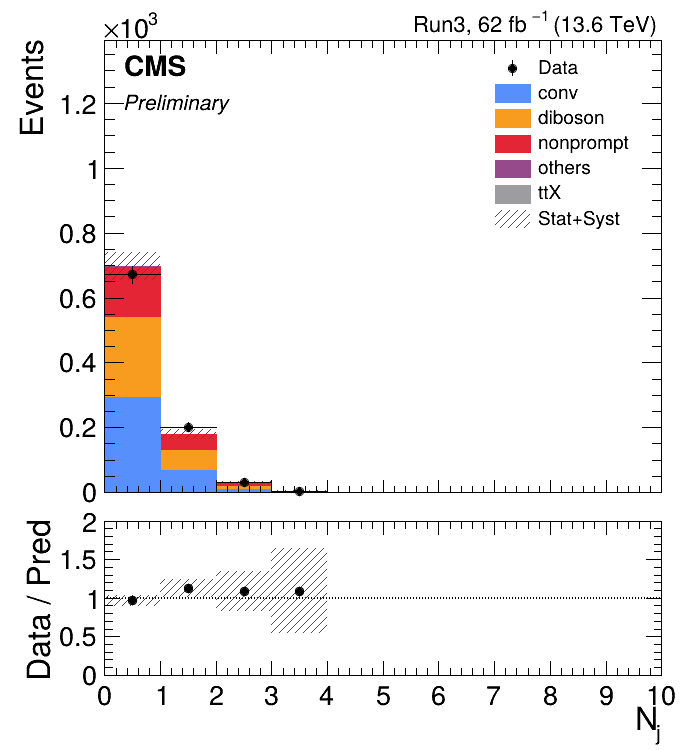 ×10³
Run3, 62 fb⁻¹ (13.6 TeV)
CMS
Preliminary
Data
conv
diboson
nonprompt
others
ttX
Stat+Syst
Events
1.2
1
0.8
0.6
0.4
0.2
0
Data / Pred
2
1.5
1
0.5
0
0 1 2 3 4 5 6 7 8 9 10
N_j